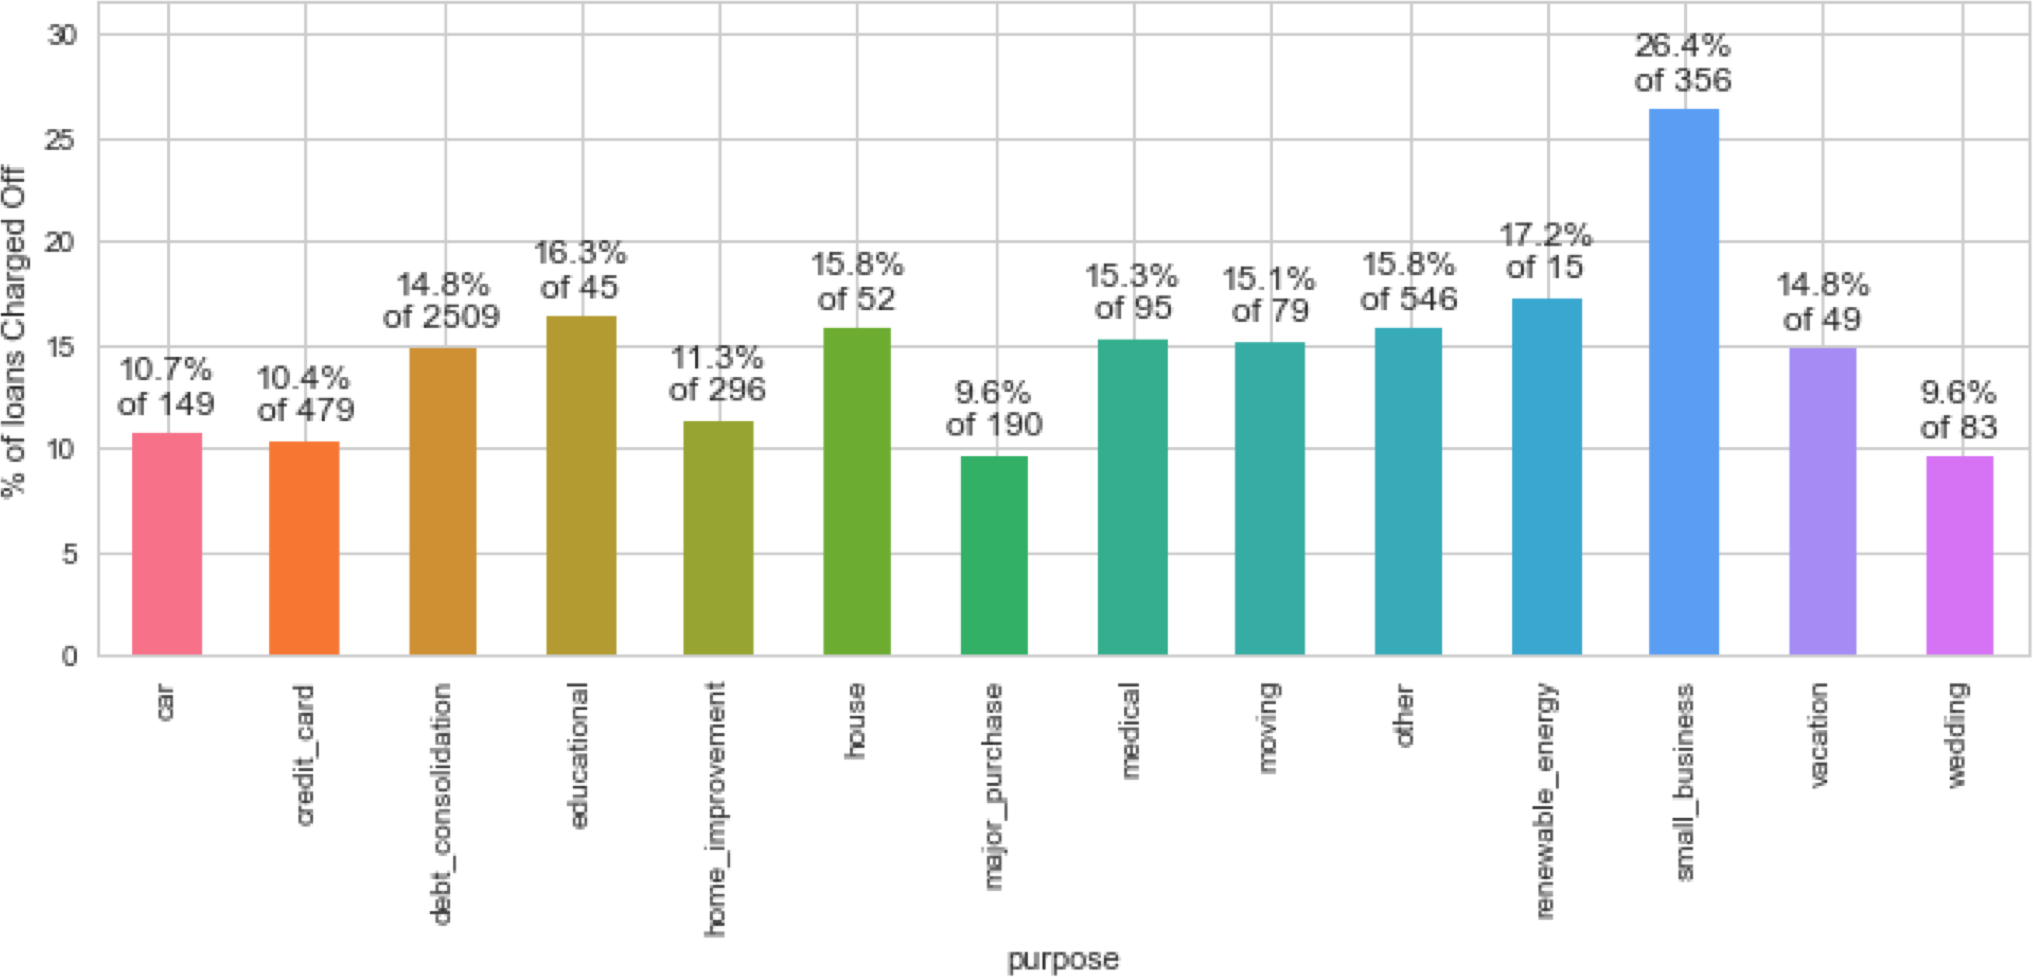 % of loans Charged Off
30
25
20
15
10
5
0
10.7%
of 149
10.4%
of 479
14.8%
of 2509
16.3%
of 45
11.3%
of 296
15.8%
of 52
9.6%
of 190
15.3%
of 95
15.1%
of 79
15.8%
of 546
17.2%
of 15
26.4%
of 356
14.8%
of 49
9.6%
of 83
car
credit_card
debt_consolidation
educational
home_improvement
house
major_purchase
medical
moving
other
renewable_energy
small_business
vacation
wedding
purpose